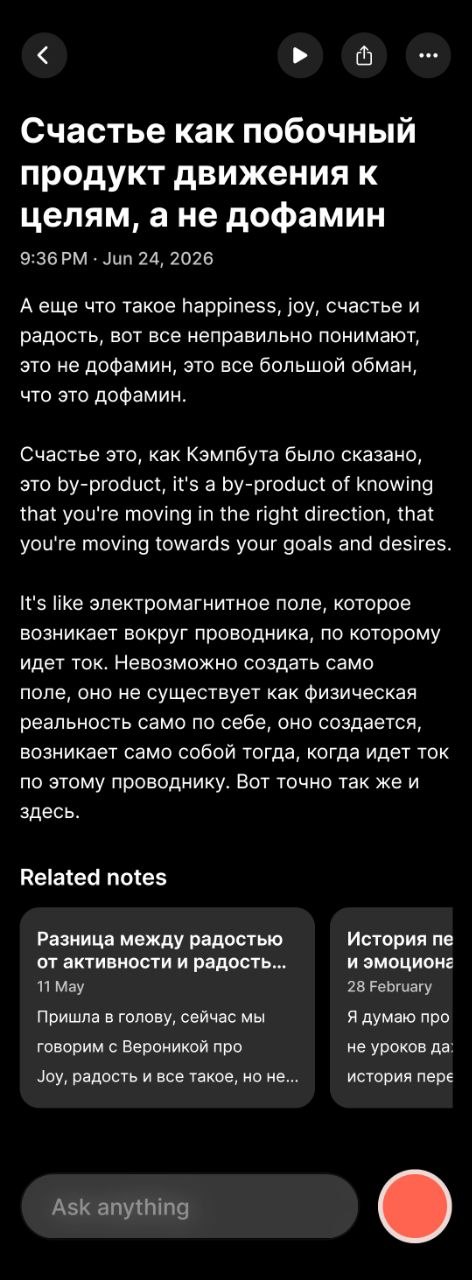 Счастье как побочный
продукт движения к
целям, а не дофамин
9:36 PM · Jun 24, 2026
А еще что такое happiness, joy, счастье и
радость, вот все неправильно понимают,
это не дофамин, это все большой обман,
что это дофамин.
Счастье это, как Кэмпбута было сказано,
это by-product, it's a by-product of knowing
that you're moving in the right direction, that
you're moving towards your goals and desires.
It's like электромагнитное поле, которое
возникает вокруг проводника, по которому
идет ток. Невозможно создать само
поле, оно не существует как физическая
реальность само по себе, оно создается,
возникает само собой тогда, когда идет ток
по этому проводнику. Вот точно так же и
здесь.
Related notes
Разница между радостью
от активности и радость...
11 May
Пришла в голову, сейчас мы
говорим с Вероникой про
Joy, радость и все такое, но не...
История пе
и эмоциона
28 February
Я думаю про
не уроков да
история пере
Ask anything